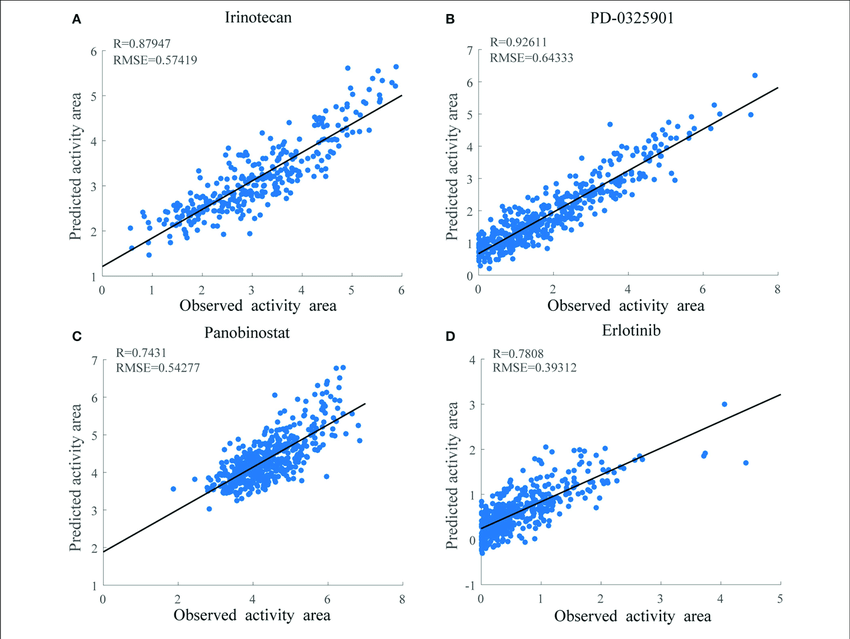 A
Irinotecan
R=0.87947
RMSE=0.57419
Predicted activity area
6
5
4
3
2
1
0 1 2 3 4 5 6
Observed activity area
B
PD-0325901
R=0.92611
RMSE=0.64333
Predicted activity area
7
6
5
4
3
2
1
0
0 2 4 6 8
Observed activity area
C
Panobinostat
R=0.7431
RMSE=0.54277
Predicted activity area
7
6
5
4
3
2
1
0 2 4 6 8
Observed activity area
D
Erlotinib
R=0.7808
RMSE=0.39312
Predicted activity area
4
3
2
1
0
-1
0 1 2 3 4 5
Observed activity area